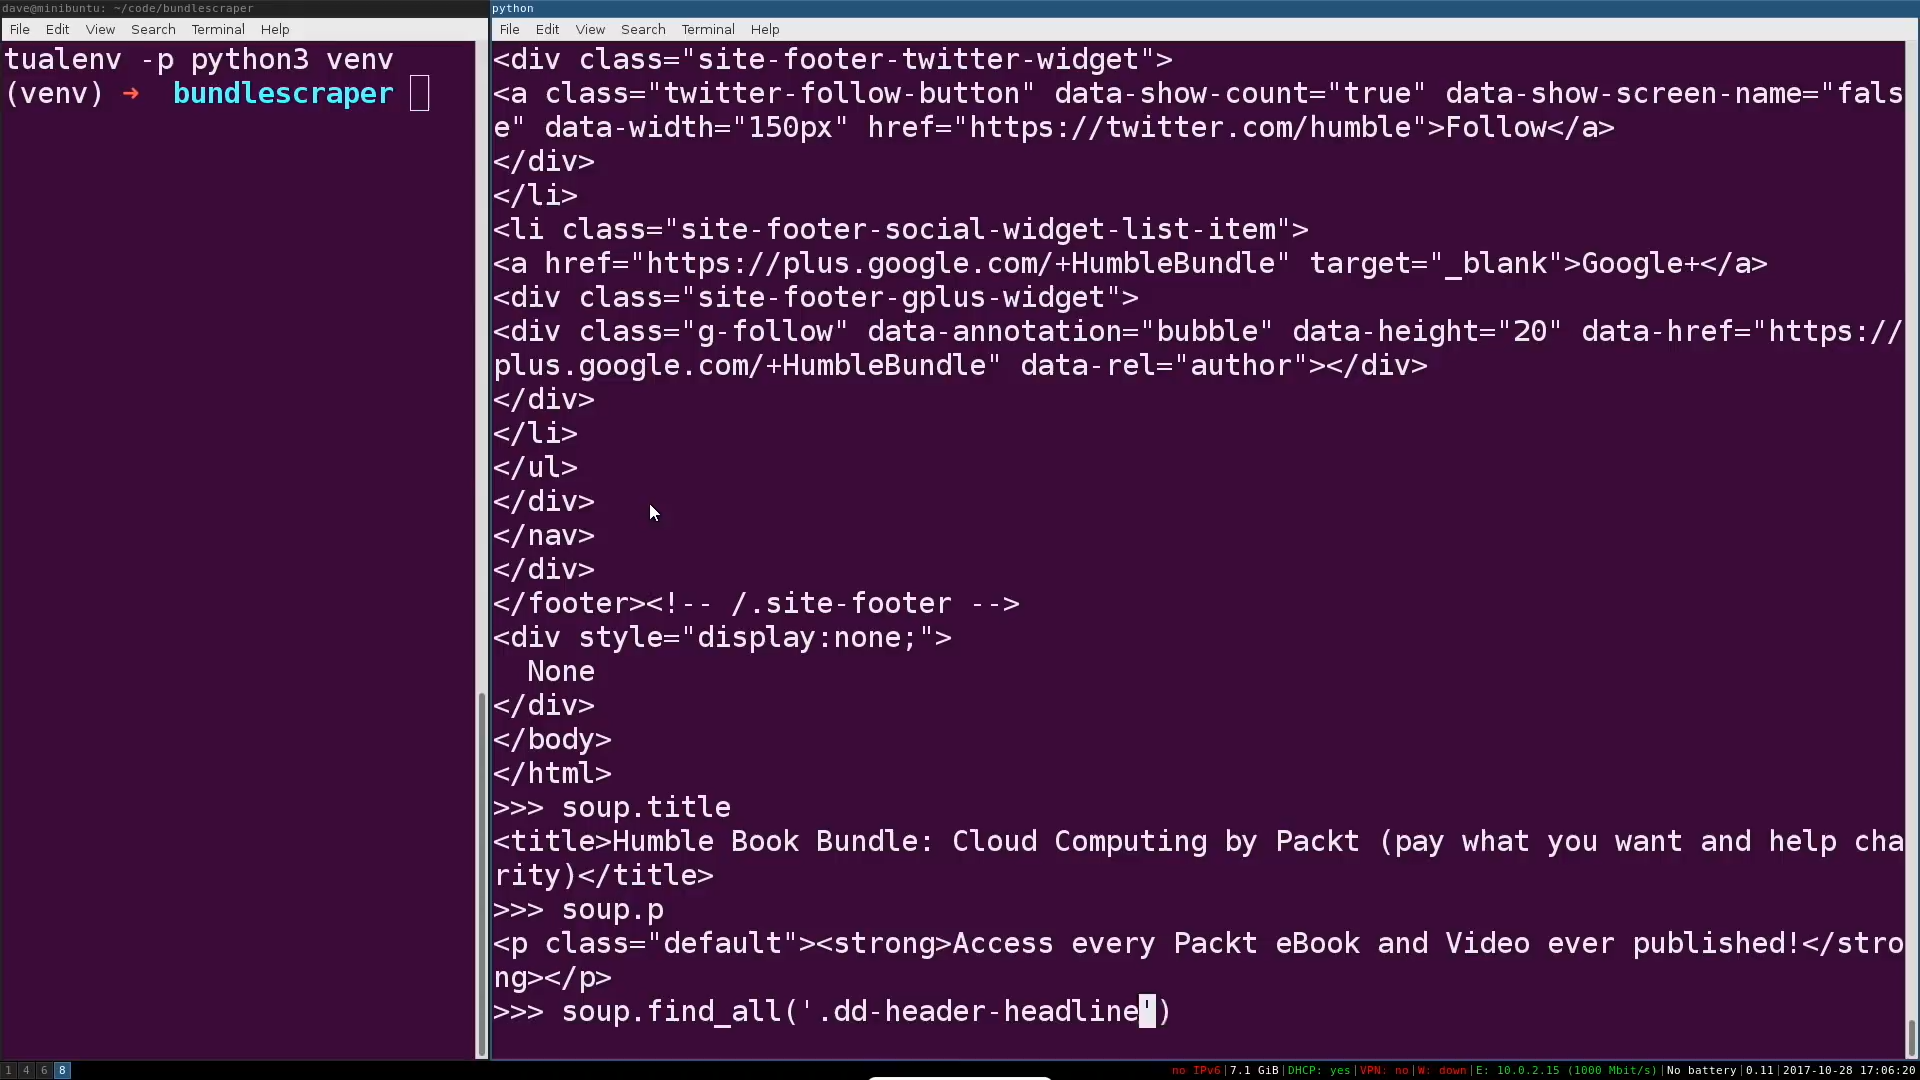 dave@minibuntu: ~/code/bundlescraper
File Edit View Search Terminal Help
tualenv -p python3 venv
(venv) ➜ bundlescraper
python
File Edit View Search Terminal Help
<div class="site-footer-twitter-widget">
<a class="twitter-follow-button" data-show-count="true" data-show-screen-name="fals
e" data-width="150px" href="https://twitter.com/humble">Follow</a>
</div>
</li>
<li class="site-footer-social-widget-list-item">
<a href="https://plus.google.com/+HumbleBundle" target="_blank">Google+</a>
<div class="site-footer-gplus-widget">
<div class="g-follow" data-annotation="bubble" data-height="20" data-href="https://
plus.google.com/+HumbleBundle" data-rel="author"></div>
</div>
</li>
</ul>
</div>
</nav>
</div>
</footer><!-- /.site-footer -->
<div style="display:none;">
  None
</div>
</body>
</html>
>>> soup.title
<title>Humble Book Bundle: Cloud Computing by Packt (pay what you want and help cha
rity)</title>
>>> soup.p
<p class="default"><strong>Access every Packt eBook and Video ever published!</stro
ng></p>
>>> soup.find_all('.dd-header-headline')
1 4 6 8
no IPv6|7.1 GiB|DHCP: yes|VPN: no|W: down|E: 10.0.2.15 (1000 Mbit/s)|No battery|0.11|2017-10-28 17:06:20